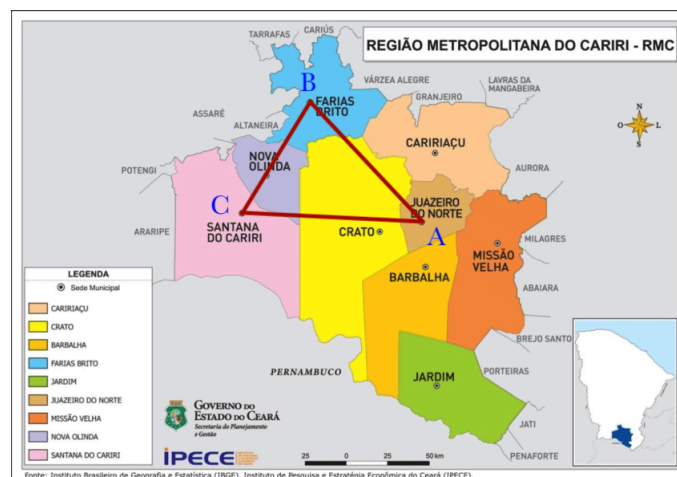 REGIÃO METROPOLITANA DO CARIRI - RMC
TARRAFAS
CARIÚS
B
FARIAS
BRITO
VÁRZEA ALEGRE
LAVRAS DA
MANGABEIRA
GRANJEIRO
ASSARÉ
ALTANEIRA
N
O
L
S
CARIRIAÇU
NOVA
OLINDA
POTENGI
AURORA
C
JUAZEIRO
DO NORTE
A
SANTANA
DO CARIRI
ARARIPE
CRATO
MISSÃO
VELHA
MILAGRES
BARBALHA
ABAIARA
BREJO SANTO
PORTEIRAS
PERNAMBUCO
JARDIM
JATI
PENAFORTE
LEGENDA
Sede Municipal
CARIRIAÇU
CRATO
BARBALHA
FARIAS BRITO
JARDIM
JUAZEIRO DO NORTE
MISSÃO VELHA
NOVA OLINDA
SANTANA DO CARIRI
GOVERNO DO
ESTADO DO CEARÁ
Secretaria do Planejamento
e Gestão
IPECE
25 0 25 50 km
Fonte: Instituto Brasileiro de Geografia e Estatística (IBGE). Instituto de Pesquisa e Estratégia Econômica do Ceará (IPECE).